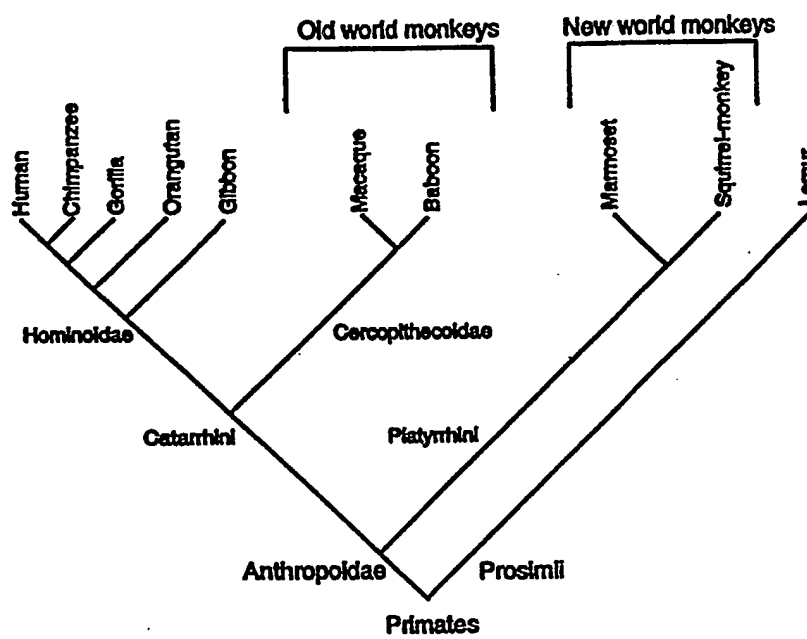 Old world monkeys
New world monkeys
Human
Chimpanzee
Gorilla
Orangutan
Gibbon
Macaque
Baboon
Marmoset
Squirrel-monkey
Hominoidae
Cercopithecoidae
Catarrhini
Platyrrhini
Anthropoidae
Prosimii
Primates